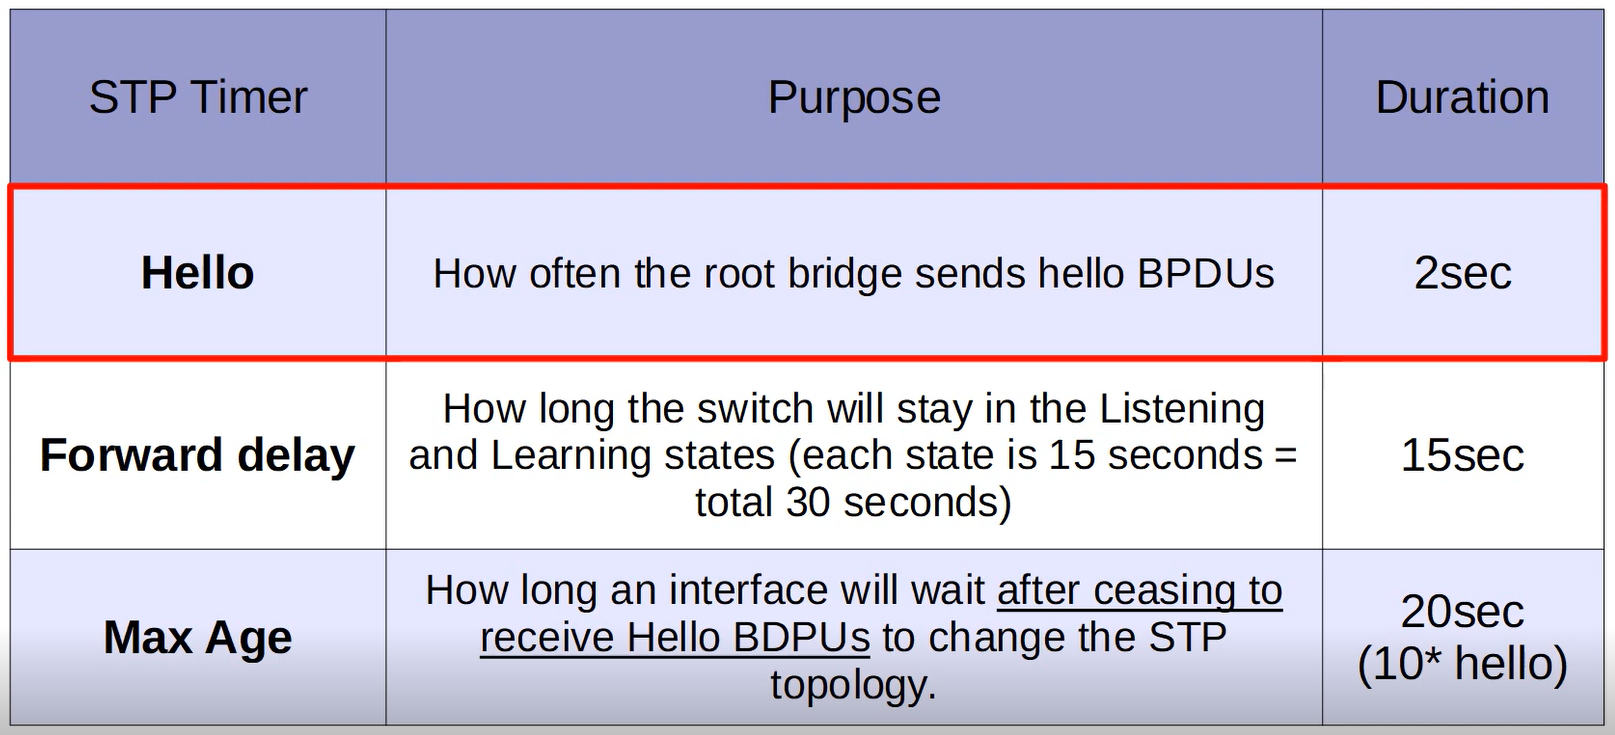 STP Timer
Purpose
Duration
Hello
How often the root bridge sends hello BPDUs
2sec
Forward delay
How long the switch will stay in the Listening
and Learning states (each state is 15 seconds =
total 30 seconds)
15sec
Max Age
How long an interface will wait after ceasing to
receive Hello BDPUs to change the STP
topology.
20sec
(10* hello)